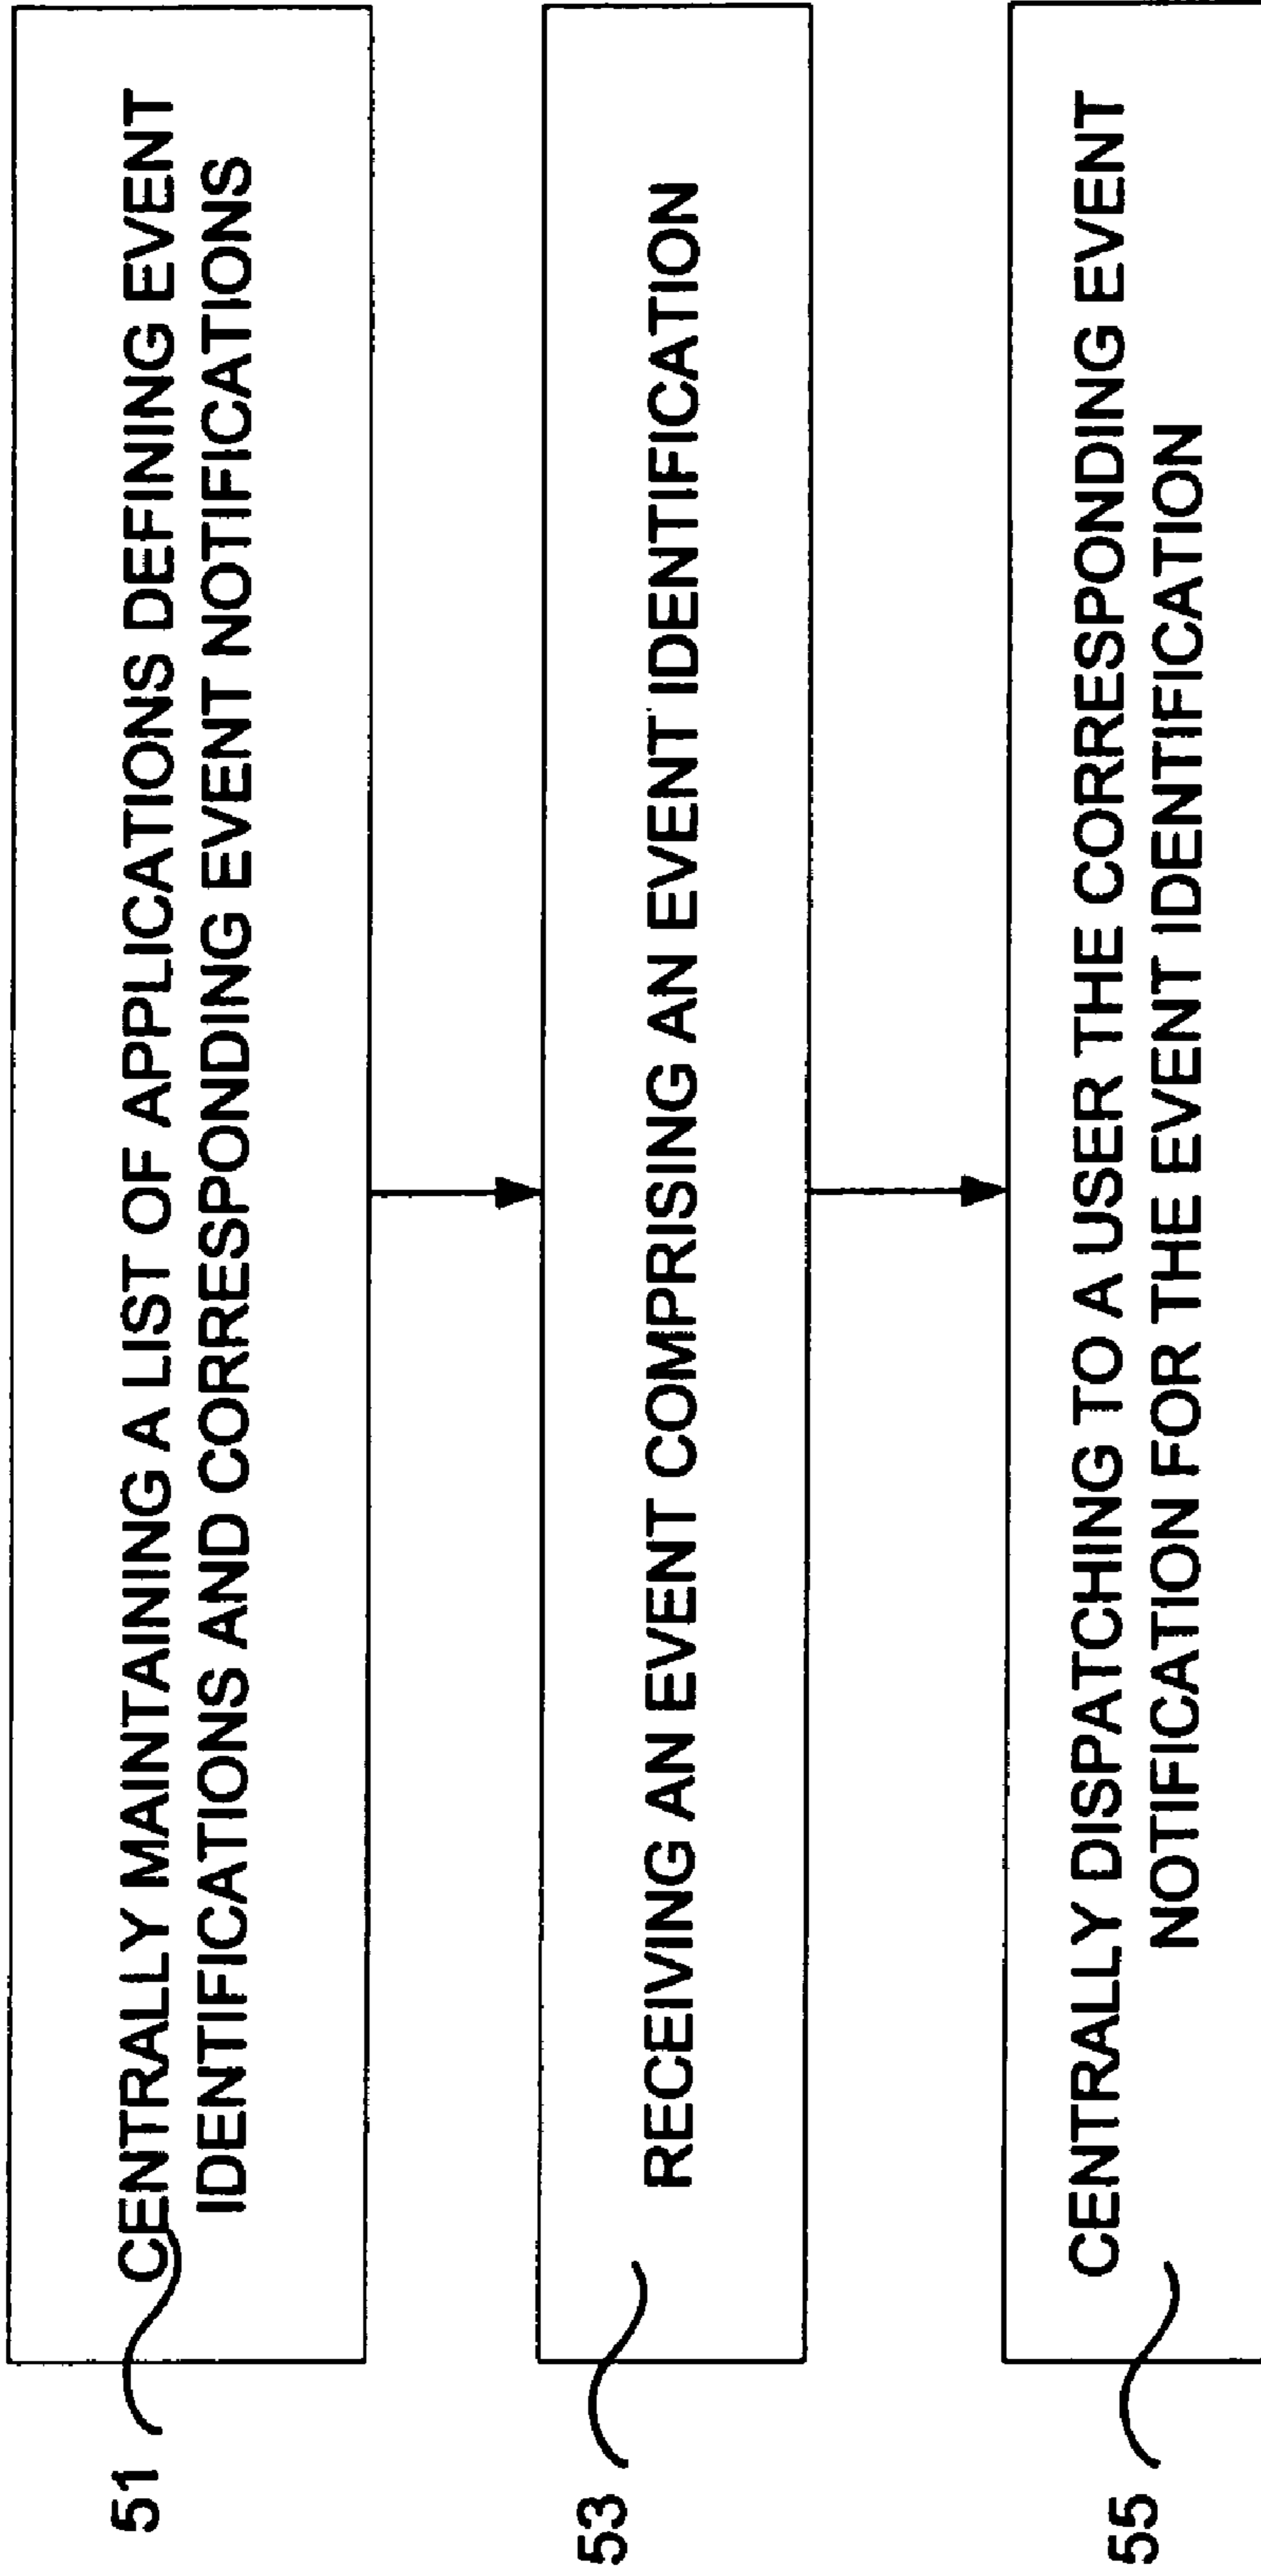 51
CENTRALLY MAINTAINING A LIST OF APPLICATIONS DEFINING EVENT
IDENTIFICATIONS AND CORRESPONDING EVENT NOTIFICATIONS
53
RECEIVING AN EVENT COMPRISING AN EVENT IDENTIFICATION
55
CENTRALLY DISPATCHING TO A USER THE CORRESPONDING EVENT
NOTIFICATION FOR THE EVENT IDENTIFICATION